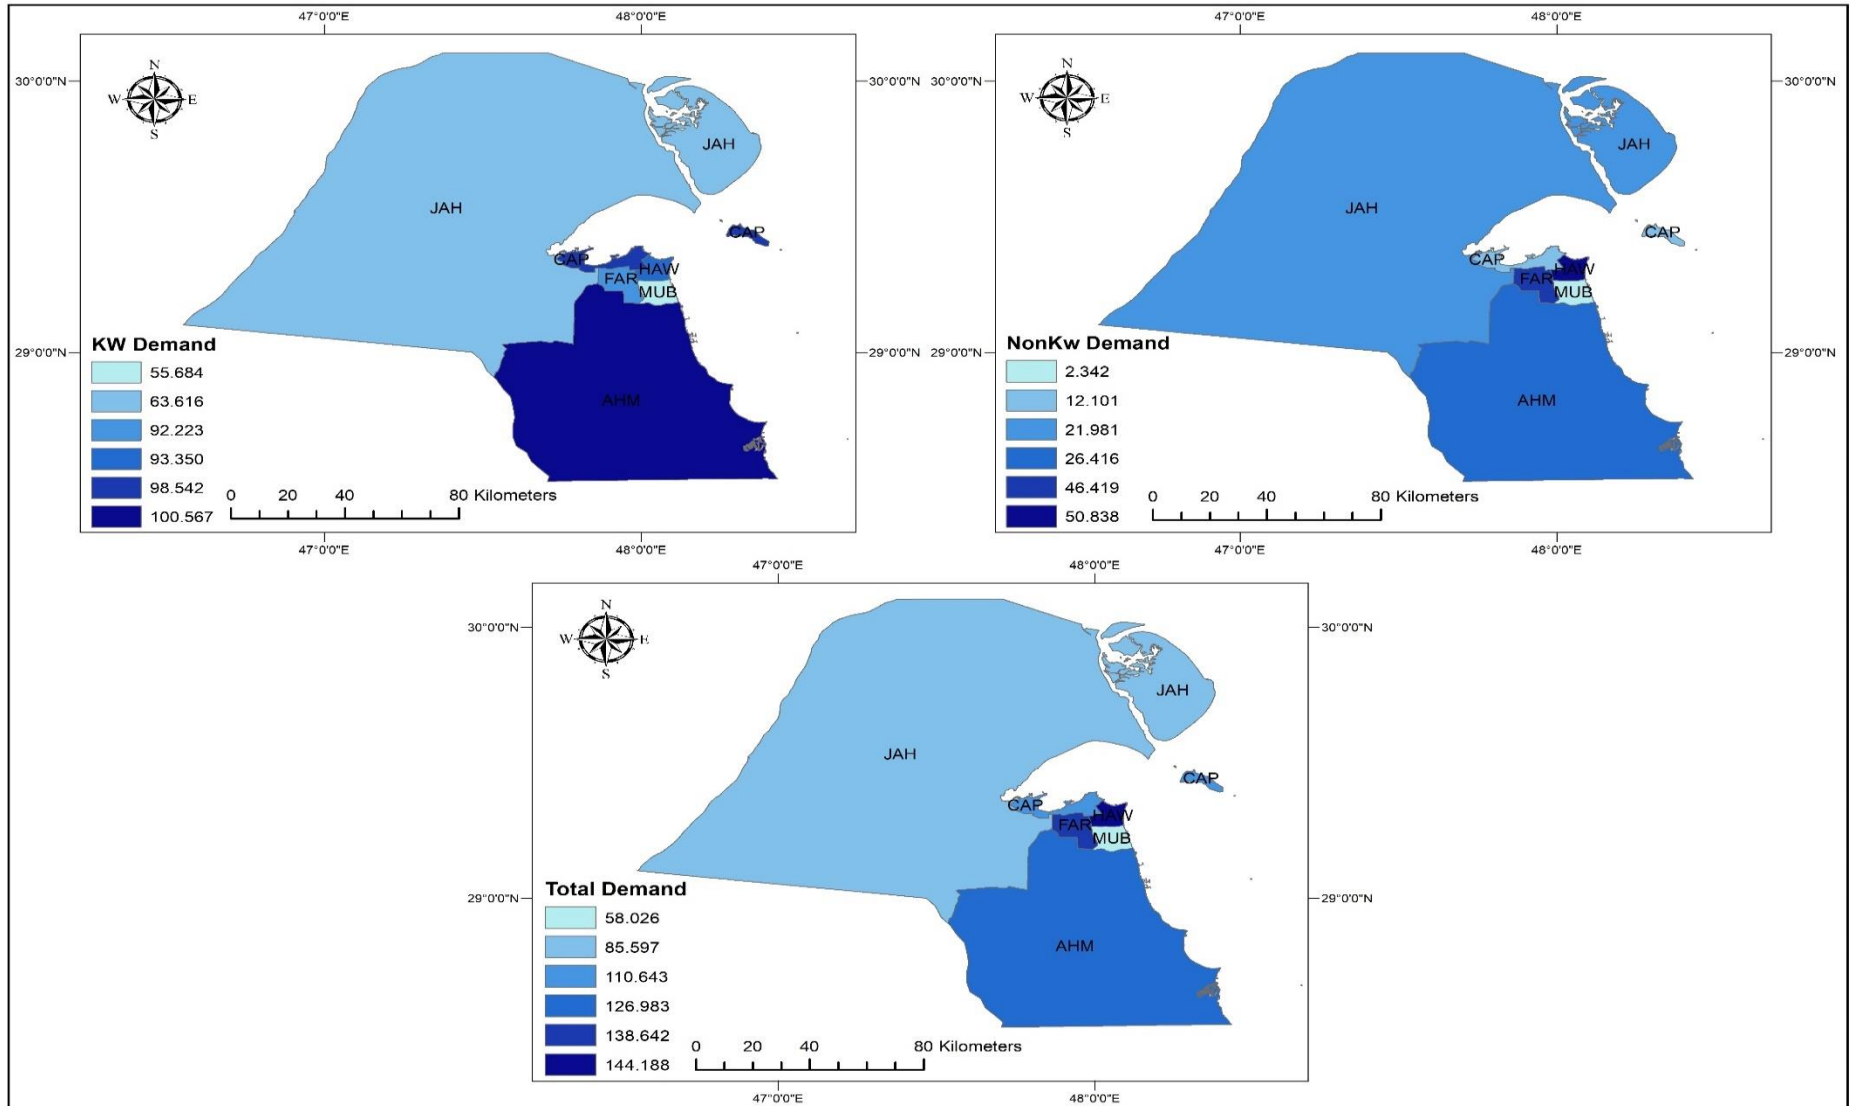 47°0'0"E 48°0'0"E
30°0'0"N 30°0'0"N
N
W E
S
JAH
JAH
CAP
CAP
HAW
FAR
MUB
29°0'0"N 29°0'0"N
AHM
KW Demand
55.684
63.616
92.223
93.350
98.542
100.567
0 20 40 80 Kilometers
47°0'0"E 48°0'0"E
47°0'0"E 48°0'0"E
30°0'0"N 30°0'0"N
N
W E
S
JAH
JAH
CAP
CAP
HAW
FAR
MUB
29°0'0"N 29°0'0"N
AHM
NonKw Demand
2.342
12.101
21.981
26.416
46.419
50.838
0 20 40 80 Kilometers
47°0'0"E 48°0'0"E
47°0'0"E 48°0'0"E
30°0'0"N 30°0'0"N
N
W E
S
JAH
JAH
CAP
CAP
HAW
FAR
MUB
29°0'0"N 29°0'0"N
AHM
Total Demand
58.026
85.597
110.643
126.983
138.642
144.188
0 20 40 80 Kilometers
47°0'0"E 48°0'0"E